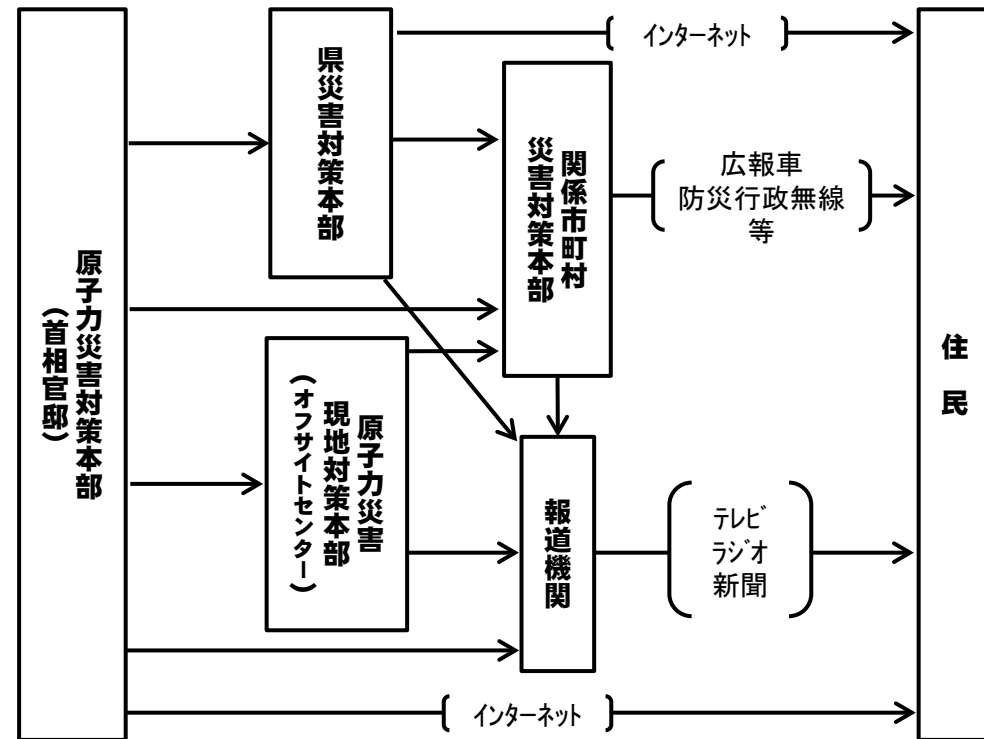 原子力災害対策本部
（首相官邸）
県災害対策本部
インターネット
関係市町村
災害対策本部
広報車
防災行政無線
等
原子力災害
現地対策本部
（オフサイトセンター）
報道機関
テレビ
ラジオ
新聞
インターネット
住民